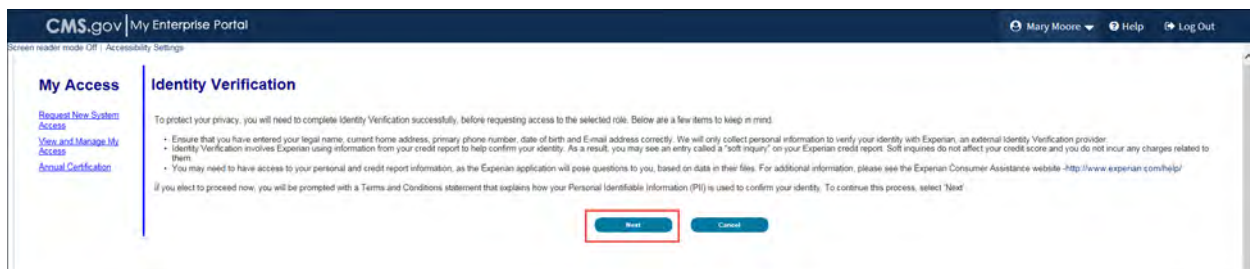 CMS.gov My Enterprise Portal
Mary Moore Help Log Out
Screen reader mode Off | Accessibility Settings
My Access
Request New System
Access
View and Manage My
Access
Annual Certification
Identity Verification
To protect your privacy, you will need to complete Identity Verification successfully, before requesting access to the selected role. Below are a few items to keep in mind.
• Ensure that you have entered your legal name, current home address, primary phone number, date of birth and E-mail address correctly. We will only collect personal information to verify your identity with Experian, an external Identity Verification provider.
• Identity Verification involves Experian using information from your credit report to help confirm your identity. As a result, you may see an entry called a "soft inquiry" on your Experian credit report. Soft inquiries do not affect your credit score and you do not incur any charges related to
them.
• You may need to have access to your personal and credit report information, as the Experian application will pose questions to you, based on data in their files. For additional information, please see the Experian Consumer Assistance website -http://www.experian.com/help/
If you elect to proceed now, you will be prompted with a Terms and Conditions statement that explains how your Personal Identifiable Information (PII) is used to confirm your identity. To continue this process, select 'Next'
Next Cancel